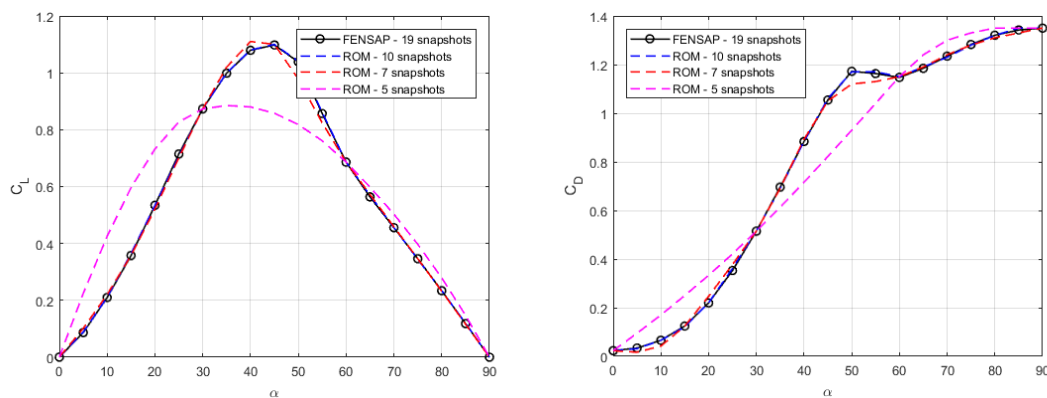 1.2
1
0.8
0.6
0.4
0.2
0
C_L
0 10 20 30 40 50 60 70 80 90
α
FENSAP - 19 snapshots
ROM - 10 snapshots
ROM - 7 snapshots
ROM - 5 snapshots
1.4
1.2
1
0.8
0.6
0.4
0.2
0
C_D
0 10 20 30 40 50 60 70 80 90
α
FENSAP - 19 snapshots
ROM - 10 snapshots
ROM - 7 snapshots
ROM - 5 snapshots